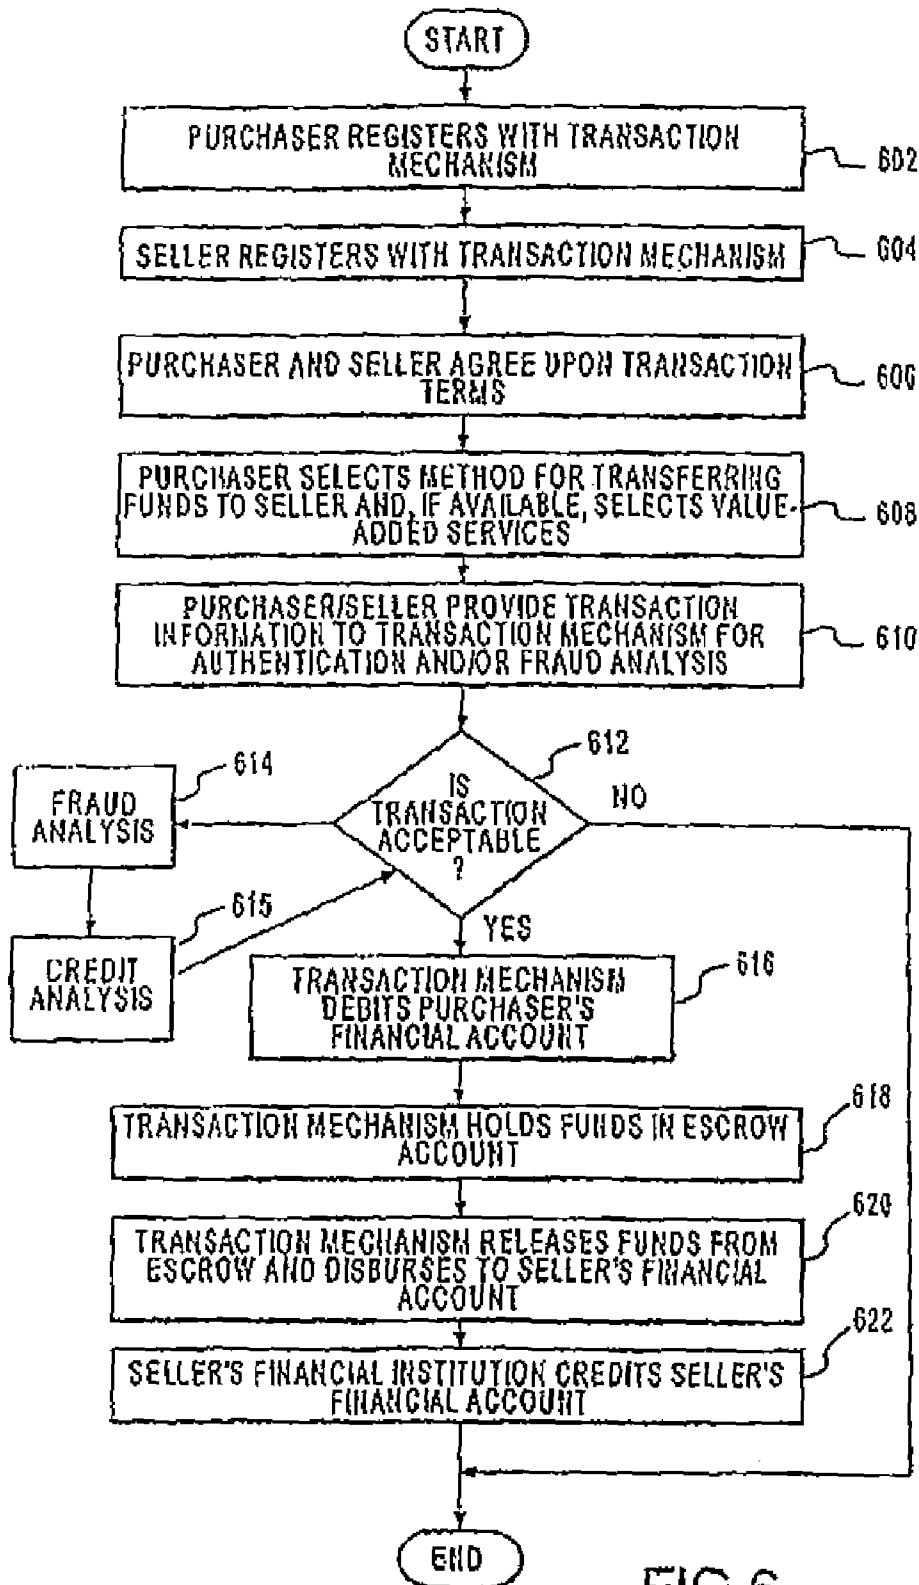 START
PURCHASER REGISTERS WITH TRANSACTION
MECHANISM
602
SELLER REGISTERS WITH TRANSACTION MECHANISM
604
PURCHASER AND SELLER AGREE UPON TRANSACTION
TERMS
606
PURCHASER SELECTS METHOD FOR TRANSFERRING
FUNDS TO SELLER AND, IF AVAILABLE, SELECTS VALUE-
ADDED SERVICES
608
PURCHASER/SELLER PROVIDE TRANSACTION
INFORMATION TO TRANSACTION MECHANISM FOR
AUTHENTICATION AND/OR FRAUD ANALYSIS
610
612
IS
TRANSACTION
ACCEPTABLE
?
NO
614
FRAUD
ANALYSIS
615
CREDIT
ANALYSIS
YES
TRANSACTION MECHANISM
DEBITS PURCHASER'S
FINANCIAL ACCOUNT
616
TRANSACTION MECHANISM HOLDS FUNDS IN ESCROW
ACCOUNT
618
TRANSACTION MECHANISM RELEASES FUNDS FROM
ESCROW AND DISBURSES TO SELLER'S FINANCIAL
ACCOUNT
620
SELLER'S FINANCIAL INSTITUTION CREDITS SELLER'S
FINANCIAL ACCOUNT
622
END
FIG.6